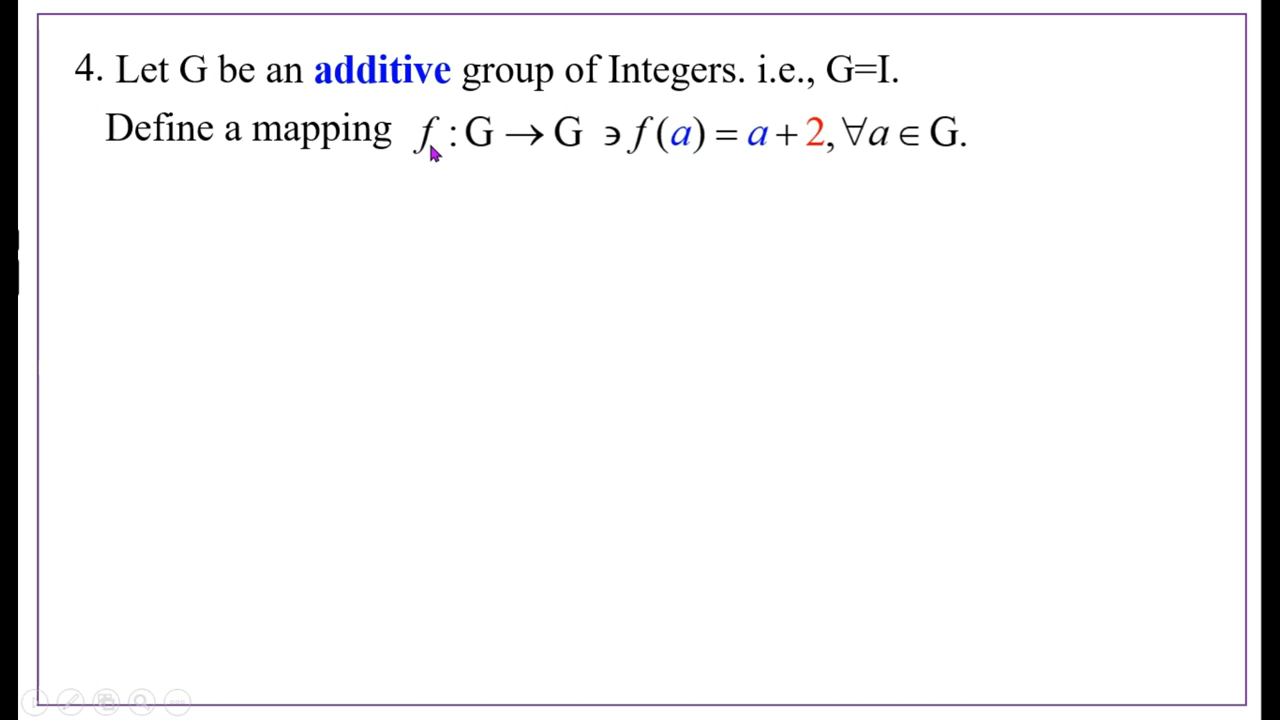 4. Let G be an additive group of Integers. i.e., G=I.
Define a mapping f : G → G ∋ f(a) = a + 2, ∀a ∈ G.